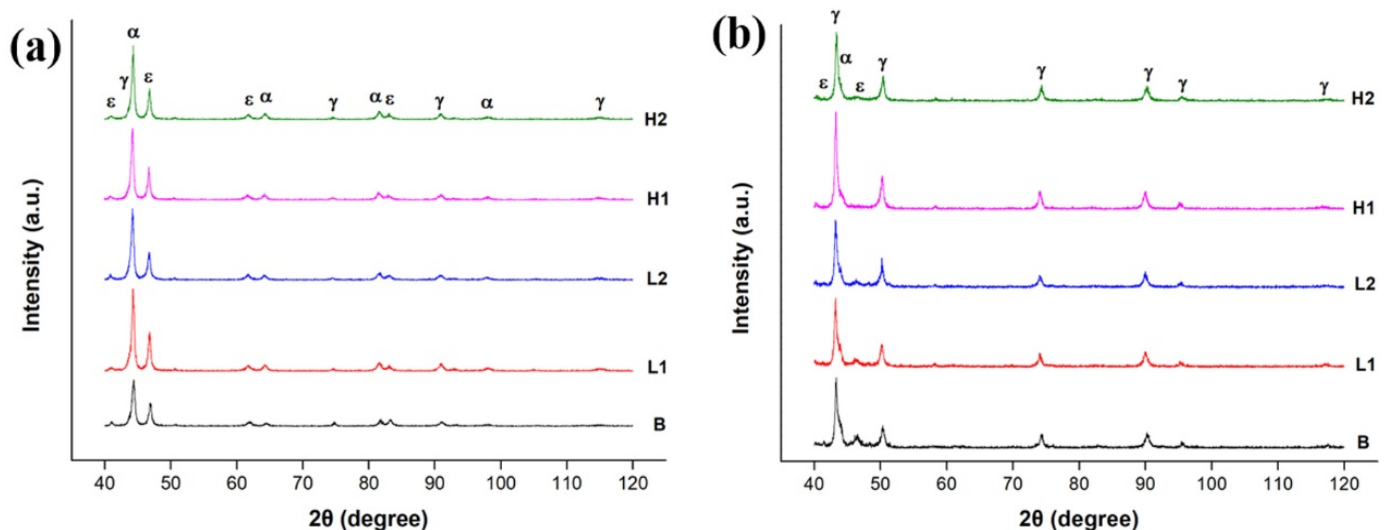 (a)
α
γ
ε
ε
ε
α
γ
α
ε
γ
α
γ
H2
H1
L2
L1
B
Intensity (a.u.)
40
50
60
70
80
90
100
110
120
2θ (degree)
(b)
γ
α
ε
ε
γ
γ
γ
γ
γ
H2
H1
L2
L1
B
Intensity (a.u.)
40
50
60
70
80
90
100
110
120
2θ (degree)